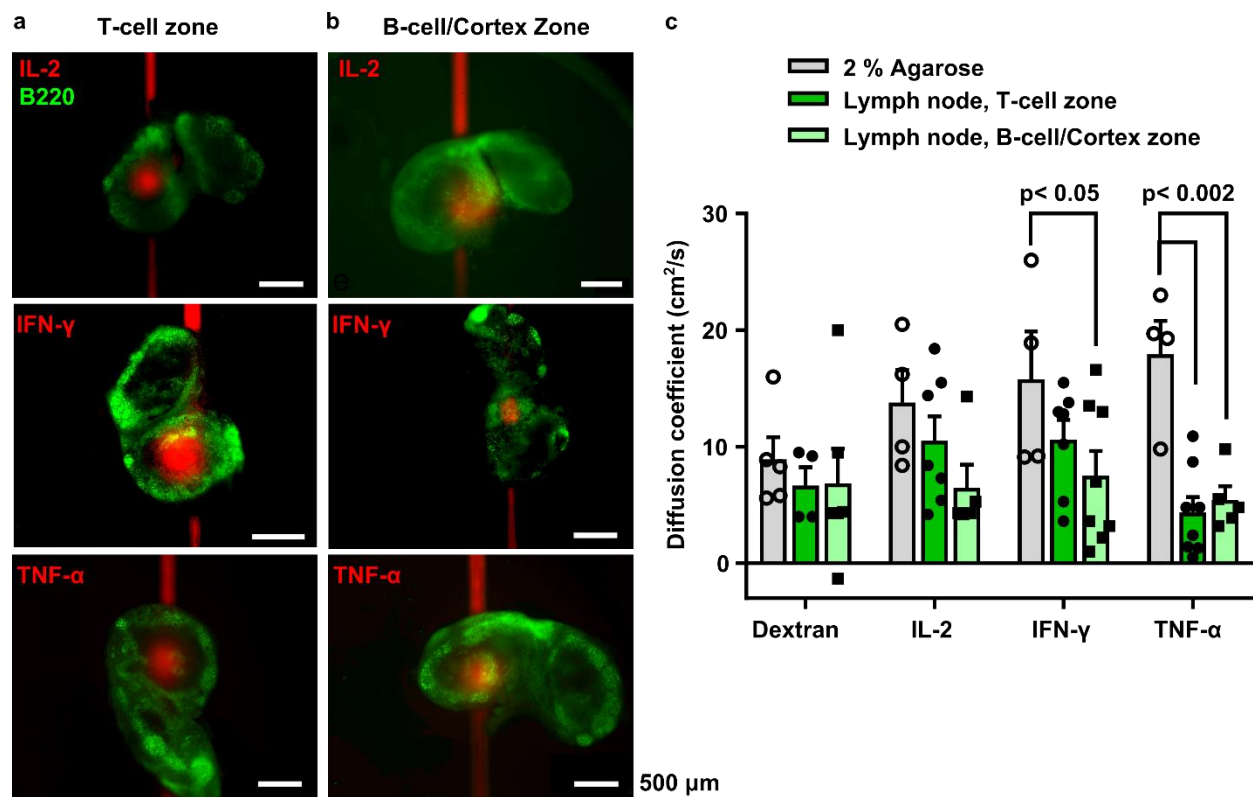 a T-cell zone
b B-cell/Cortex Zone
c
IL-2
B220
IL-2
e
IFN-γ
IFN-γ
TNF-α
TNF-α
500 µm
2 % Agarose
Lymph node, T-cell zone
Lymph node, B-cell/Cortex zone
p< 0.05
p< 0.002
Diffusion coefficient (cm²/s)
30
20
10
0
Dextran IL-2 IFN-γ TNF-α